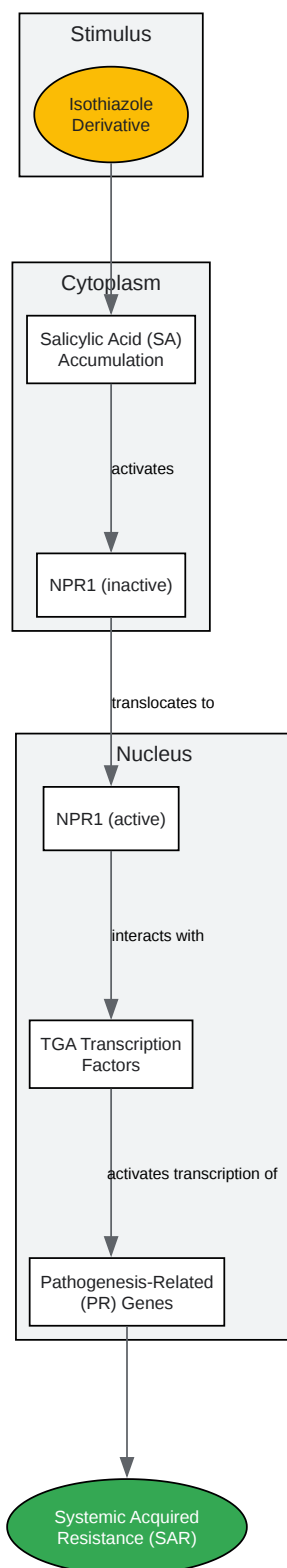 Stimulus
Isothiazole
Derivative
Cytoplasm
Salicylic Acid (SA)
Accumulation
activates
NPR1 (inactive)
translocates to
Nucleus
NPR1 (active)
interacts with
TGA Transcription
Factors
activates transcription of
Pathogenesis-Related
(PR) Genes
Systemic Acquired
Resistance (SAR)